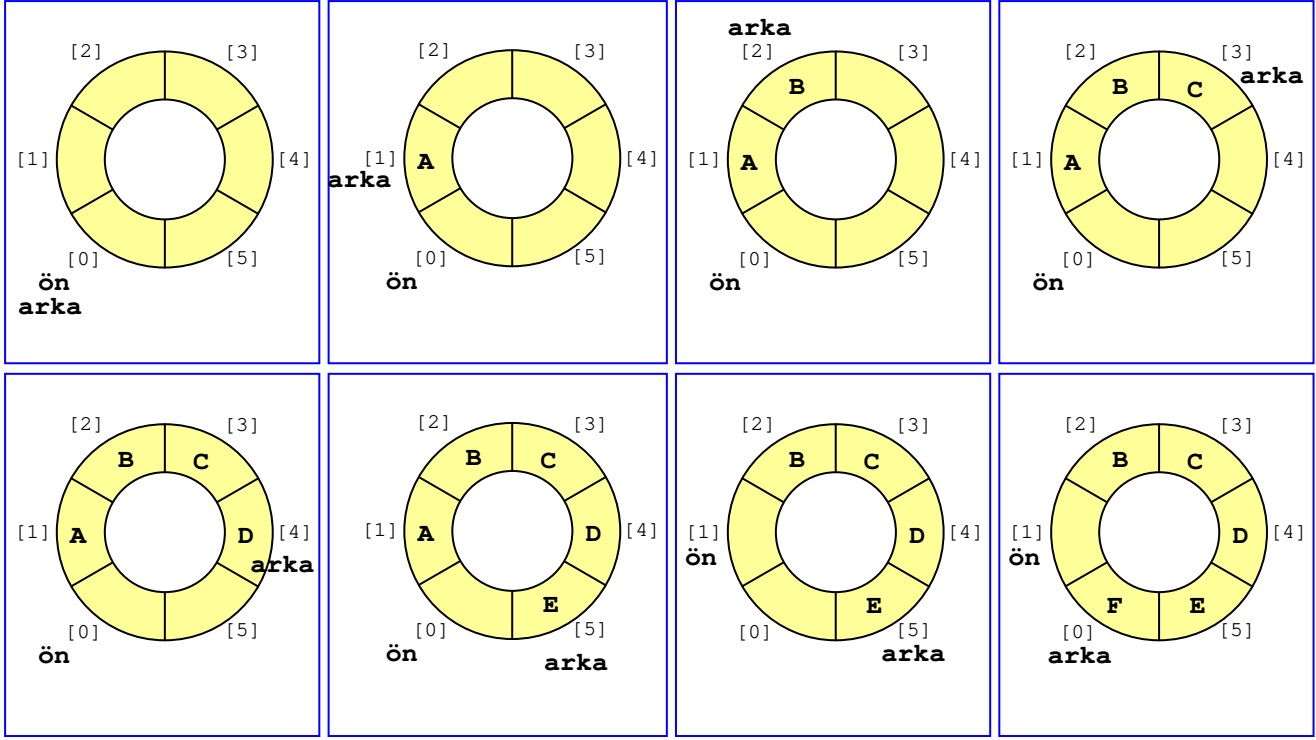 [2] [3]
[1] [4]
[0] [5]
ön
arka
[2] [3]
[1] A [4]
arka
[0] [5]
ön
arka
[2] [3]
B
[1] A [4]
[0] [5]
ön
[2] [3]
arka
B C
[1] A [4]
[0] [5]
ön
[2] [3]
B C
[1] A D [4]
arka
[0] [5]
ön
[2] [3]
B C
[1] A D [4]
E
[0] [5]
ön arka
[2] [3]
B C
[1] D [4]
ön
E
[0] [5]
arka
[2] [3]
B C
[1] D [4]
ön
F E
[0] [5]
arka